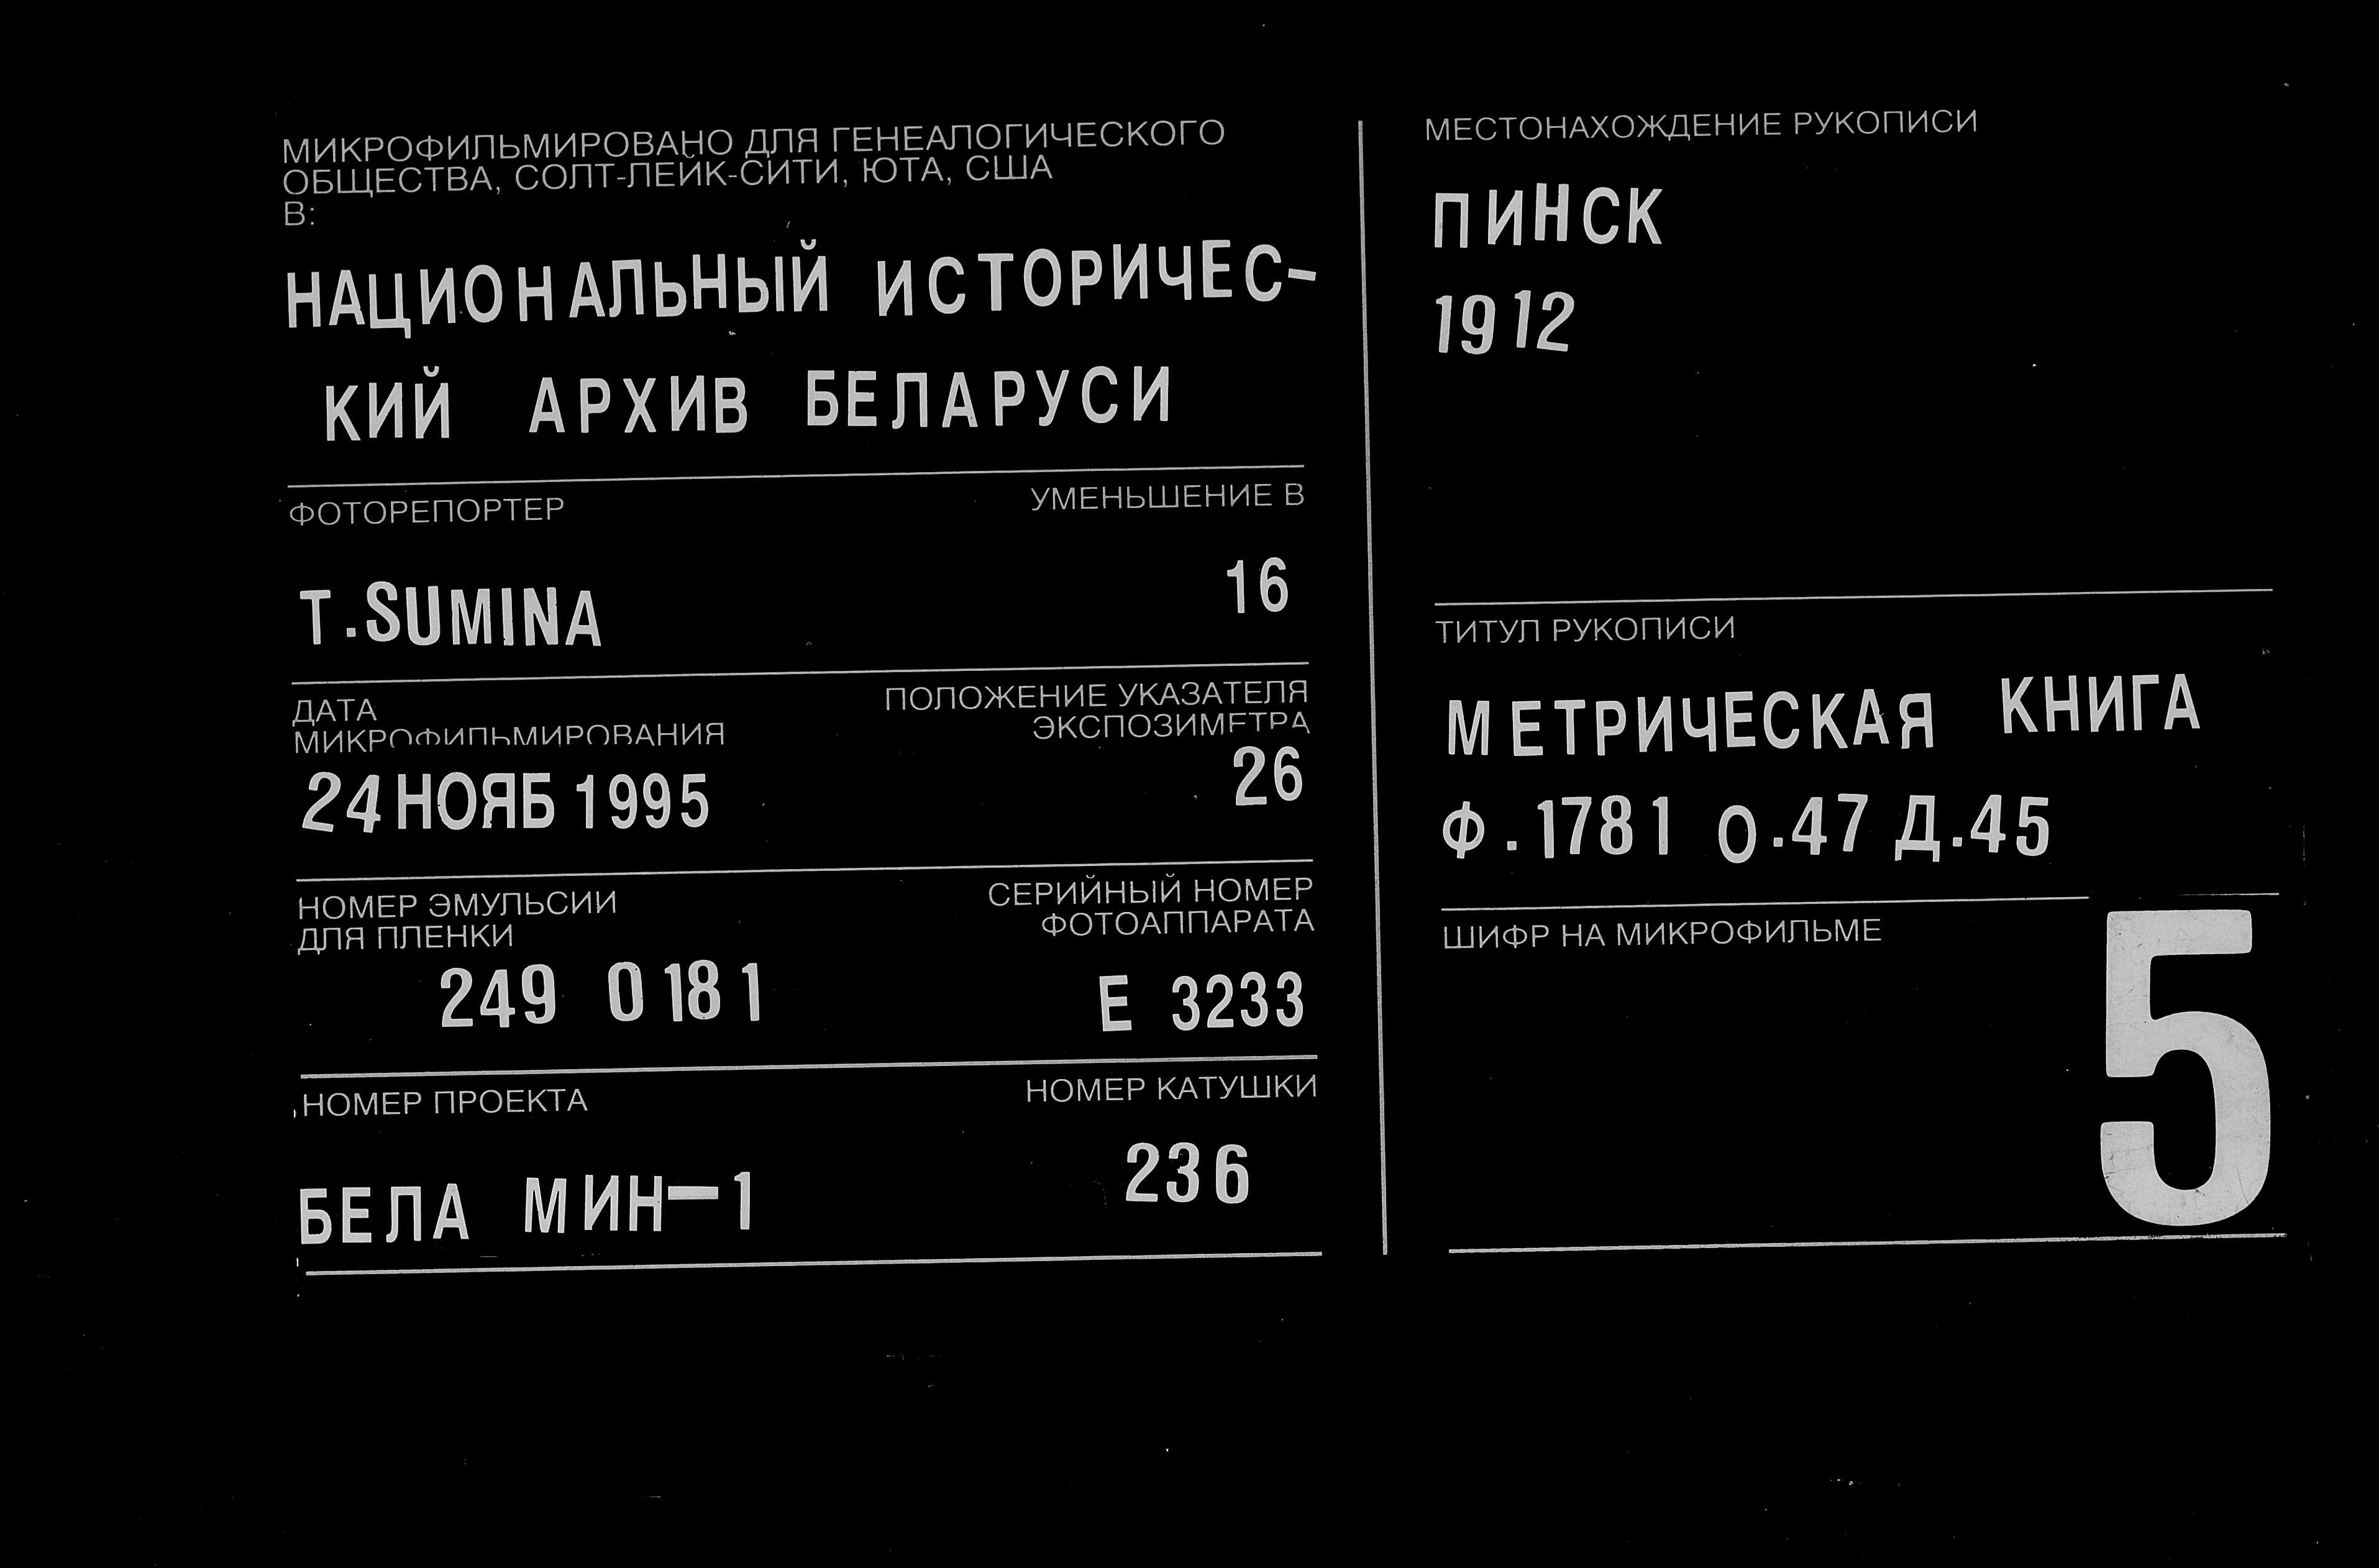 МИКРОФИЛЬМИРОВАНО ДЛЯ ГЕНЕАЛОГИЧЕСКОГО
ОБЩЕСТВА, СОЛТ-ЛЕЙК-СИТИ, ЮТА, США
В:
НАЦИОНАЛЬНЫЙ ИСТОРИЧЕС-
КИЙ АРХИВ БЕЛАРУСИ
ФОТОРЕПОРТЕР УМЕНЬШЕНИЕ В
T.SUMINA 16
ДАТА ПОЛОЖЕНИЕ УКАЗАТЕЛЯ
МИКРОФИЛЬМИРОВАНИЯ ЭКСПОЗИМЕТРА
24 НОЯБ 1995 26
НОМЕР ЭМУЛЬСИИ СЕРИЙНЫЙ НОМЕР
ДЛЯ ПЛЕНКИ ФОТОАППАРАТА
249 0181 Е 3233
НОМЕР ПРОЕКТА НОМЕР КАТУШКИ
БЕЛА МИН-1 236
МЕСТОНАХОЖДЕНИЕ РУКОПИСИ
ПИНСК
1912
ТИТУЛ РУКОПИСИ
МЕТРИЧЕСКАЯ КНИГА
Ф.1781 О.47 Д.45
ШИФР НА МИКРОФИЛЬМЕ
5